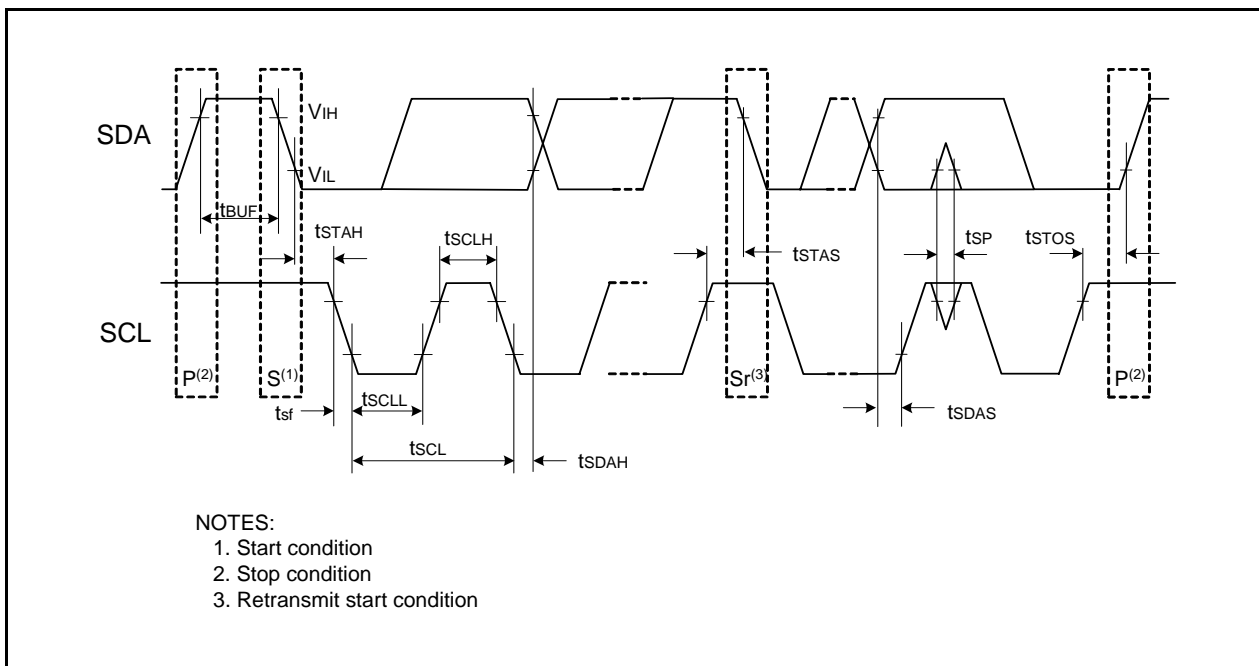 SDA
VIH
VIL
tBUF
tSTAH
tSCLH
tSTAS
tSP
tSTOS
SCL
P(2)
S(1)
Sr(3)
P(2)
tsf
tSCLL
tSCL
tSDAH
tSDAS
NOTES:
1. Start condition
2. Stop condition
3. Retransmit start condition